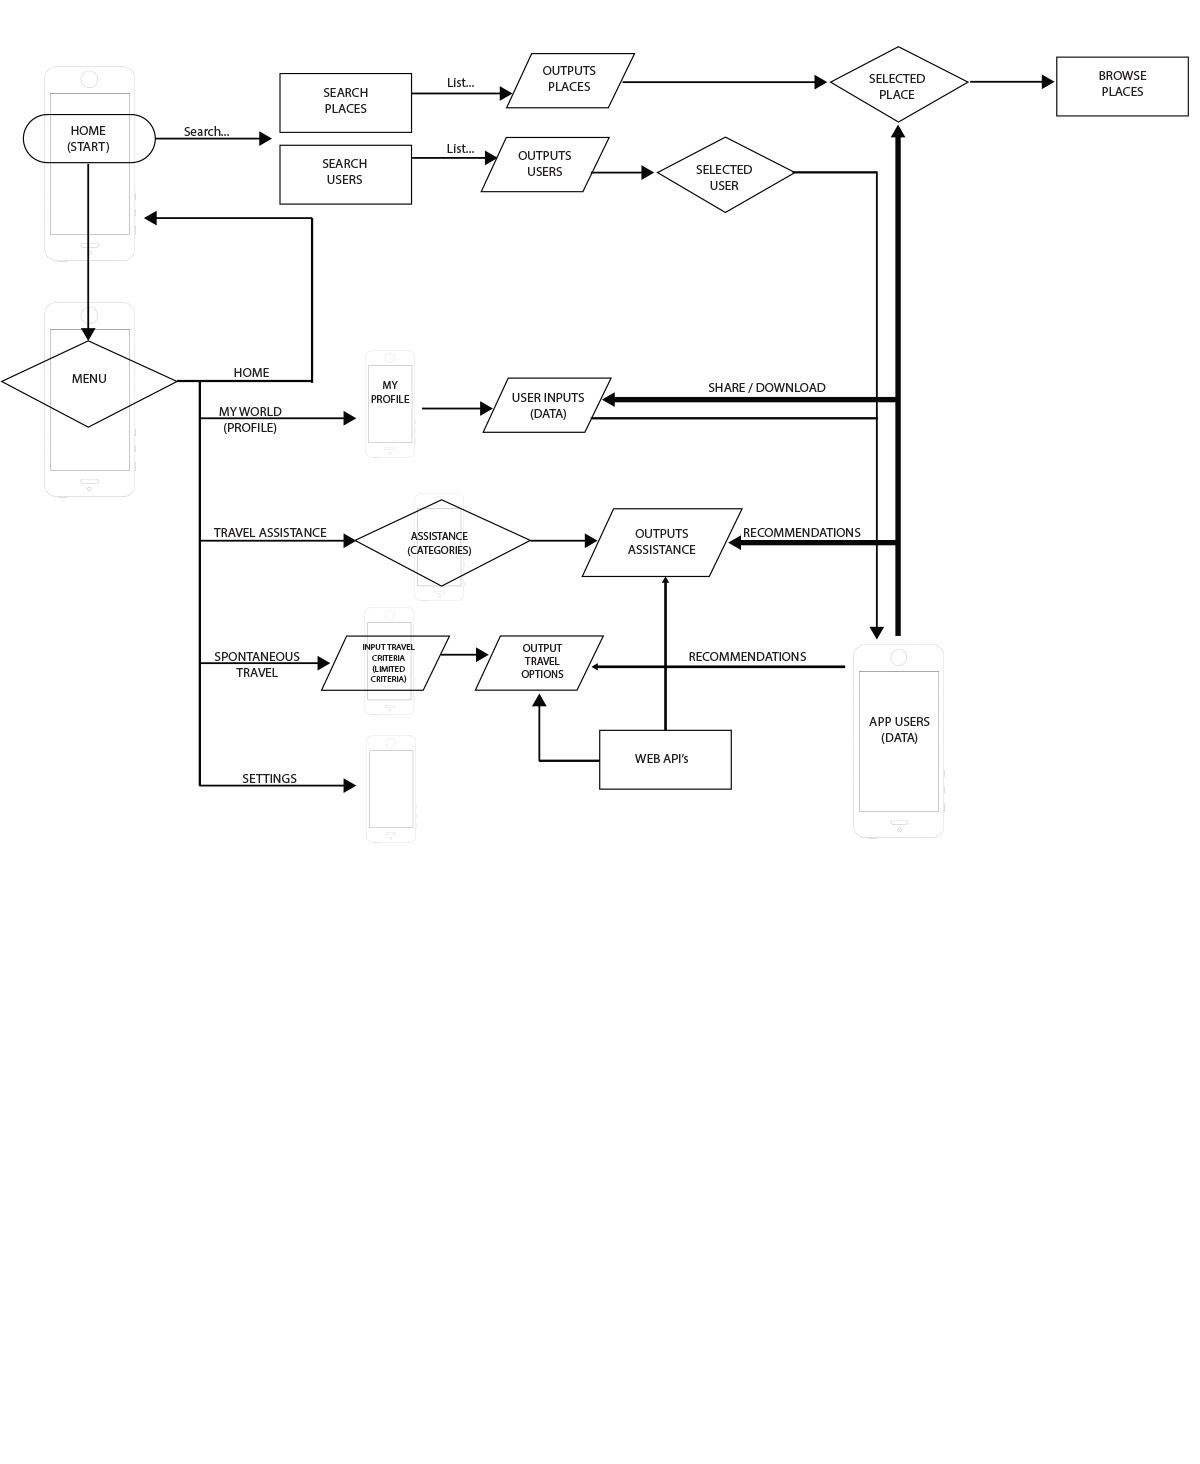 HOME
(START)
Search...
SEARCH
PLACES
List...
OUTPUTS
PLACES
SELECTED
PLACE
BROWSE
PLACES
SEARCH
USERS
List...
OUTPUTS
USERS
SELECTED
USER
MENU
HOME
MY WORLD
(PROFILE)
MY
PROFILE
USER INPUTS
(DATA)
SHARE / DOWNLOAD
TRAVEL ASSISTANCE
ASSISTANCE
(CATEGORIES)
OUTPUTS
ASSISTANCE
RECOMMENDATIONS
SPONTANEOUS
TRAVEL
INPUT TRAVEL
CRITERIA
(LIMITED
CRITERIA)
OUTPUT
TRAVEL
OPTIONS
RECOMMENDATIONS
APP USERS
(DATA)
WEB API's
SETTINGS